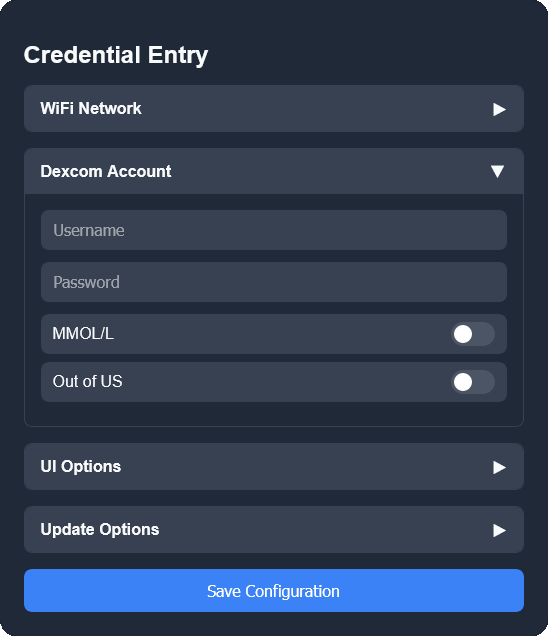 Credential Entry
WiFi Network
Dexcom Account
Username
Password
MMOL/L
Out of US
UI Options
Update Options
Save Configuration